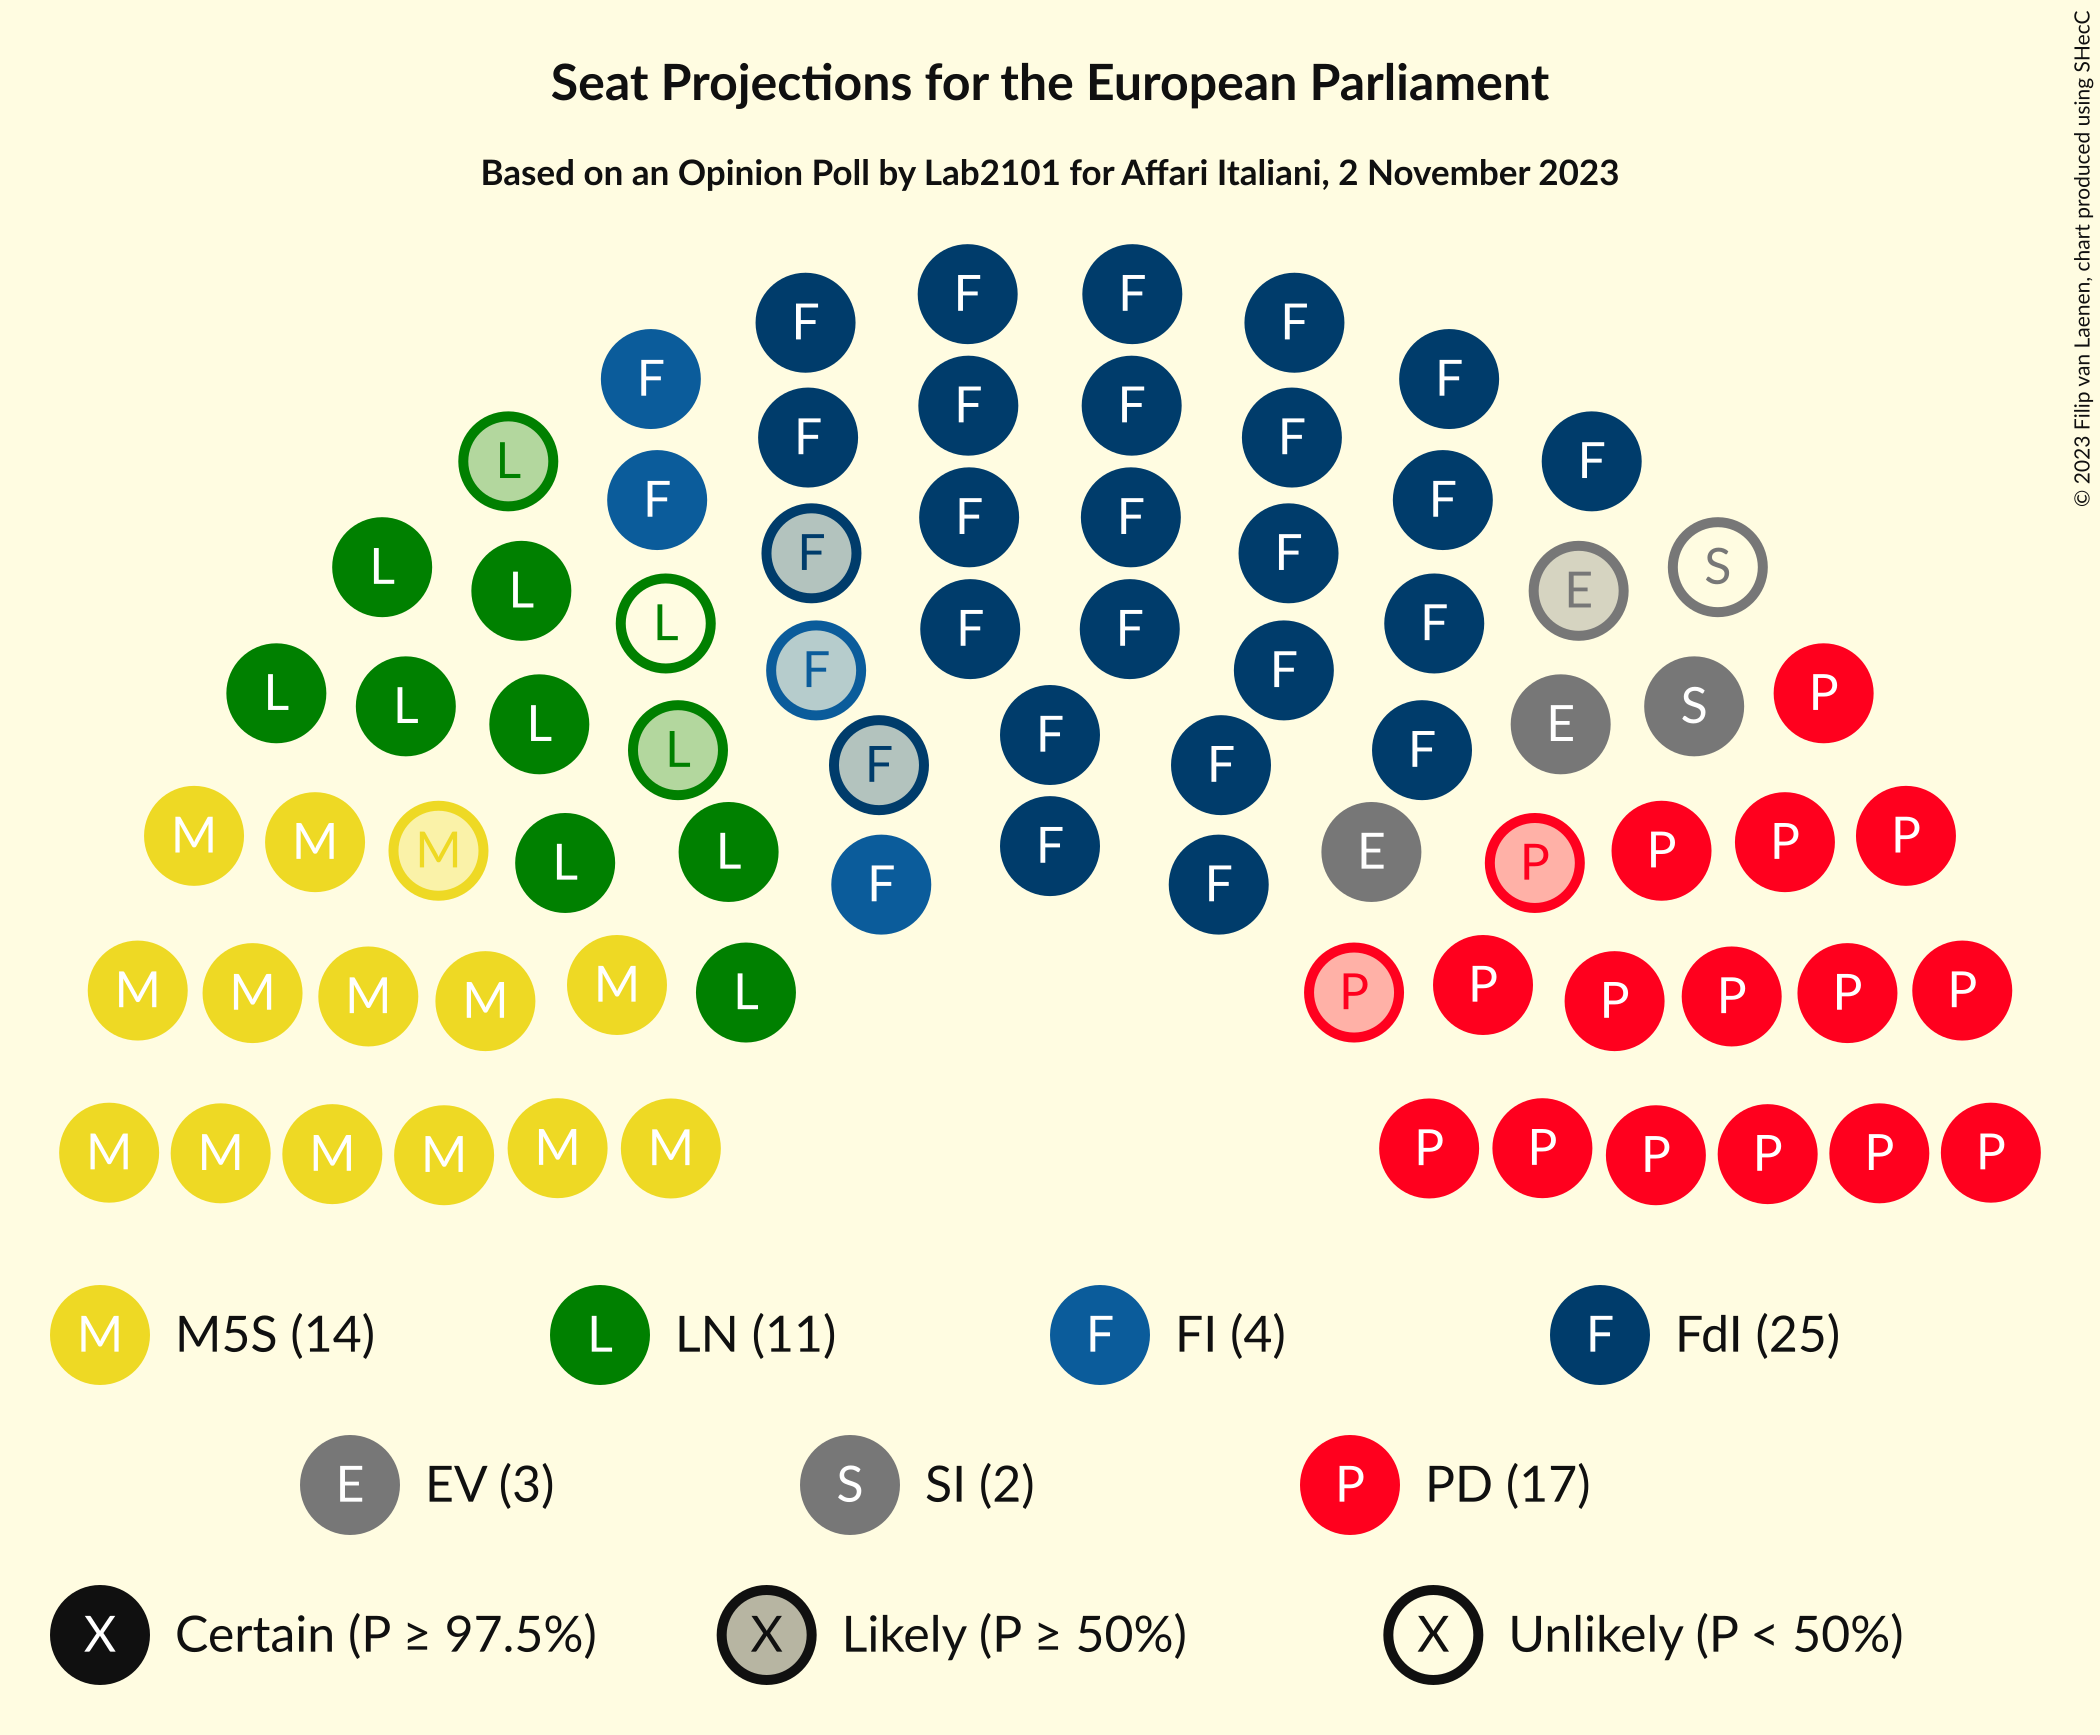 Seat Projections for the European Parliament
Based on an Opinion Poll by Lab2101 for Affari Italiani, 2 November 2023
© 2023 Filip van Laenen, chart produced using SHecC
F F
F F
F F
F F F F
L F
F F
F F
F F
F F
L L
L E S
F F
F F
L L E S P
L L F F
M M
F F
M L L P P P P
F E
F F
M M M M M L P P P P P P
M M M M M M P P P P P P
M M5S (14) L LN (11) F FI (4) F FdI (25)
E EV (3) S SI (2) P PD (17)
X Certain (P ≥ 97.5%) X Likely (P ≥ 50%) X Unlikely (P < 50%)